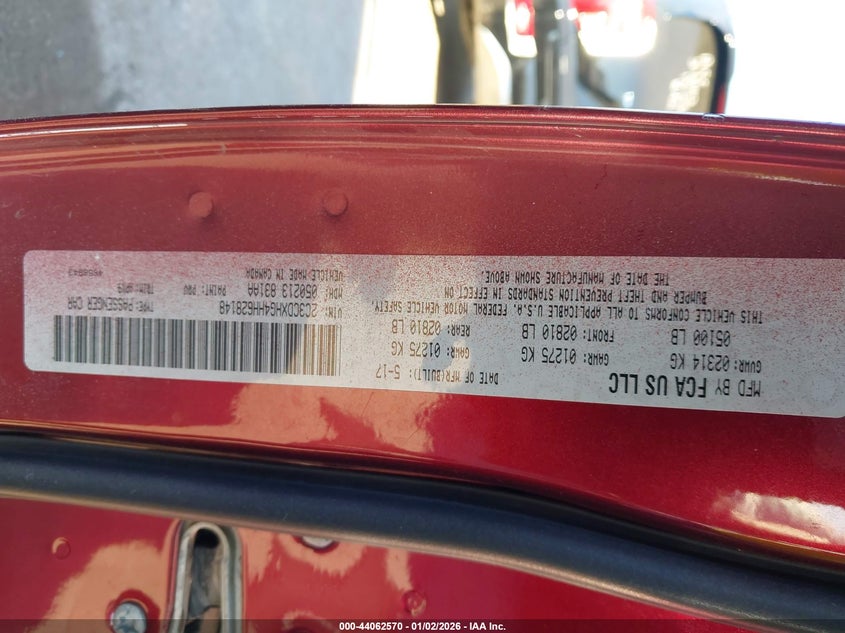 MFD BY FCA US LLC
DATE OF MFR(BUILT): 5-17
GVWR: 02314 KG
05100 LB
GAWR: 01275 KG
FRONT: 02810 LB
GAWR: 01275 KG
REAR: 02810 LB
THIS VEHICLE CONFORMS TO ALL APPLICABLE U.S.A. FEDERAL MOTOR VEHICLE SAFETY,
BUMPER AND THEFT PREVENTION STANDARDS IN EFFECT ON
THE DATE OF MANUFACTURE SHOWN ABOVE.
VIN: 2C3CDXHG4HH628148
TYPE: PASSENGER CAR
MDH: 050213 831AA
PAINT: PRV
VEHICLE MADE IN CANADA
000-44062570 - 01/02/2026 - IAA Inc.